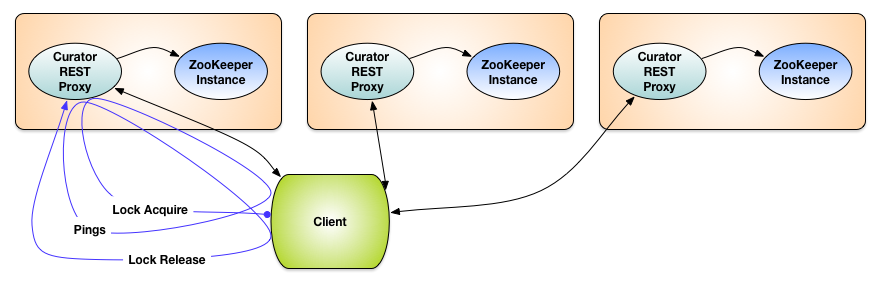 Curator
REST
Proxy
ZooKeeper
Instance
Curator
REST
Proxy
ZooKeeper
Instance
Curator
REST
Proxy
ZooKeeper
Instance
Lock Acquire
Client
Pings
Lock Release